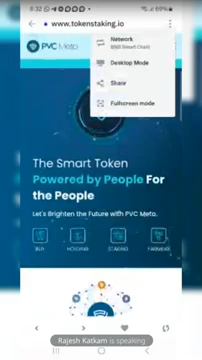 8:32
www.tokenstaking.io
PVC Meta
Network
BNB Smart Chain
Desktop Mode
Share
Fullscreen mode
The Smart Token
Powered by People For
the People
Let's Brighten the Future with PVC Meta.
BUY HOLDING STAKING FARMING
Rajesh Katkam is speaking